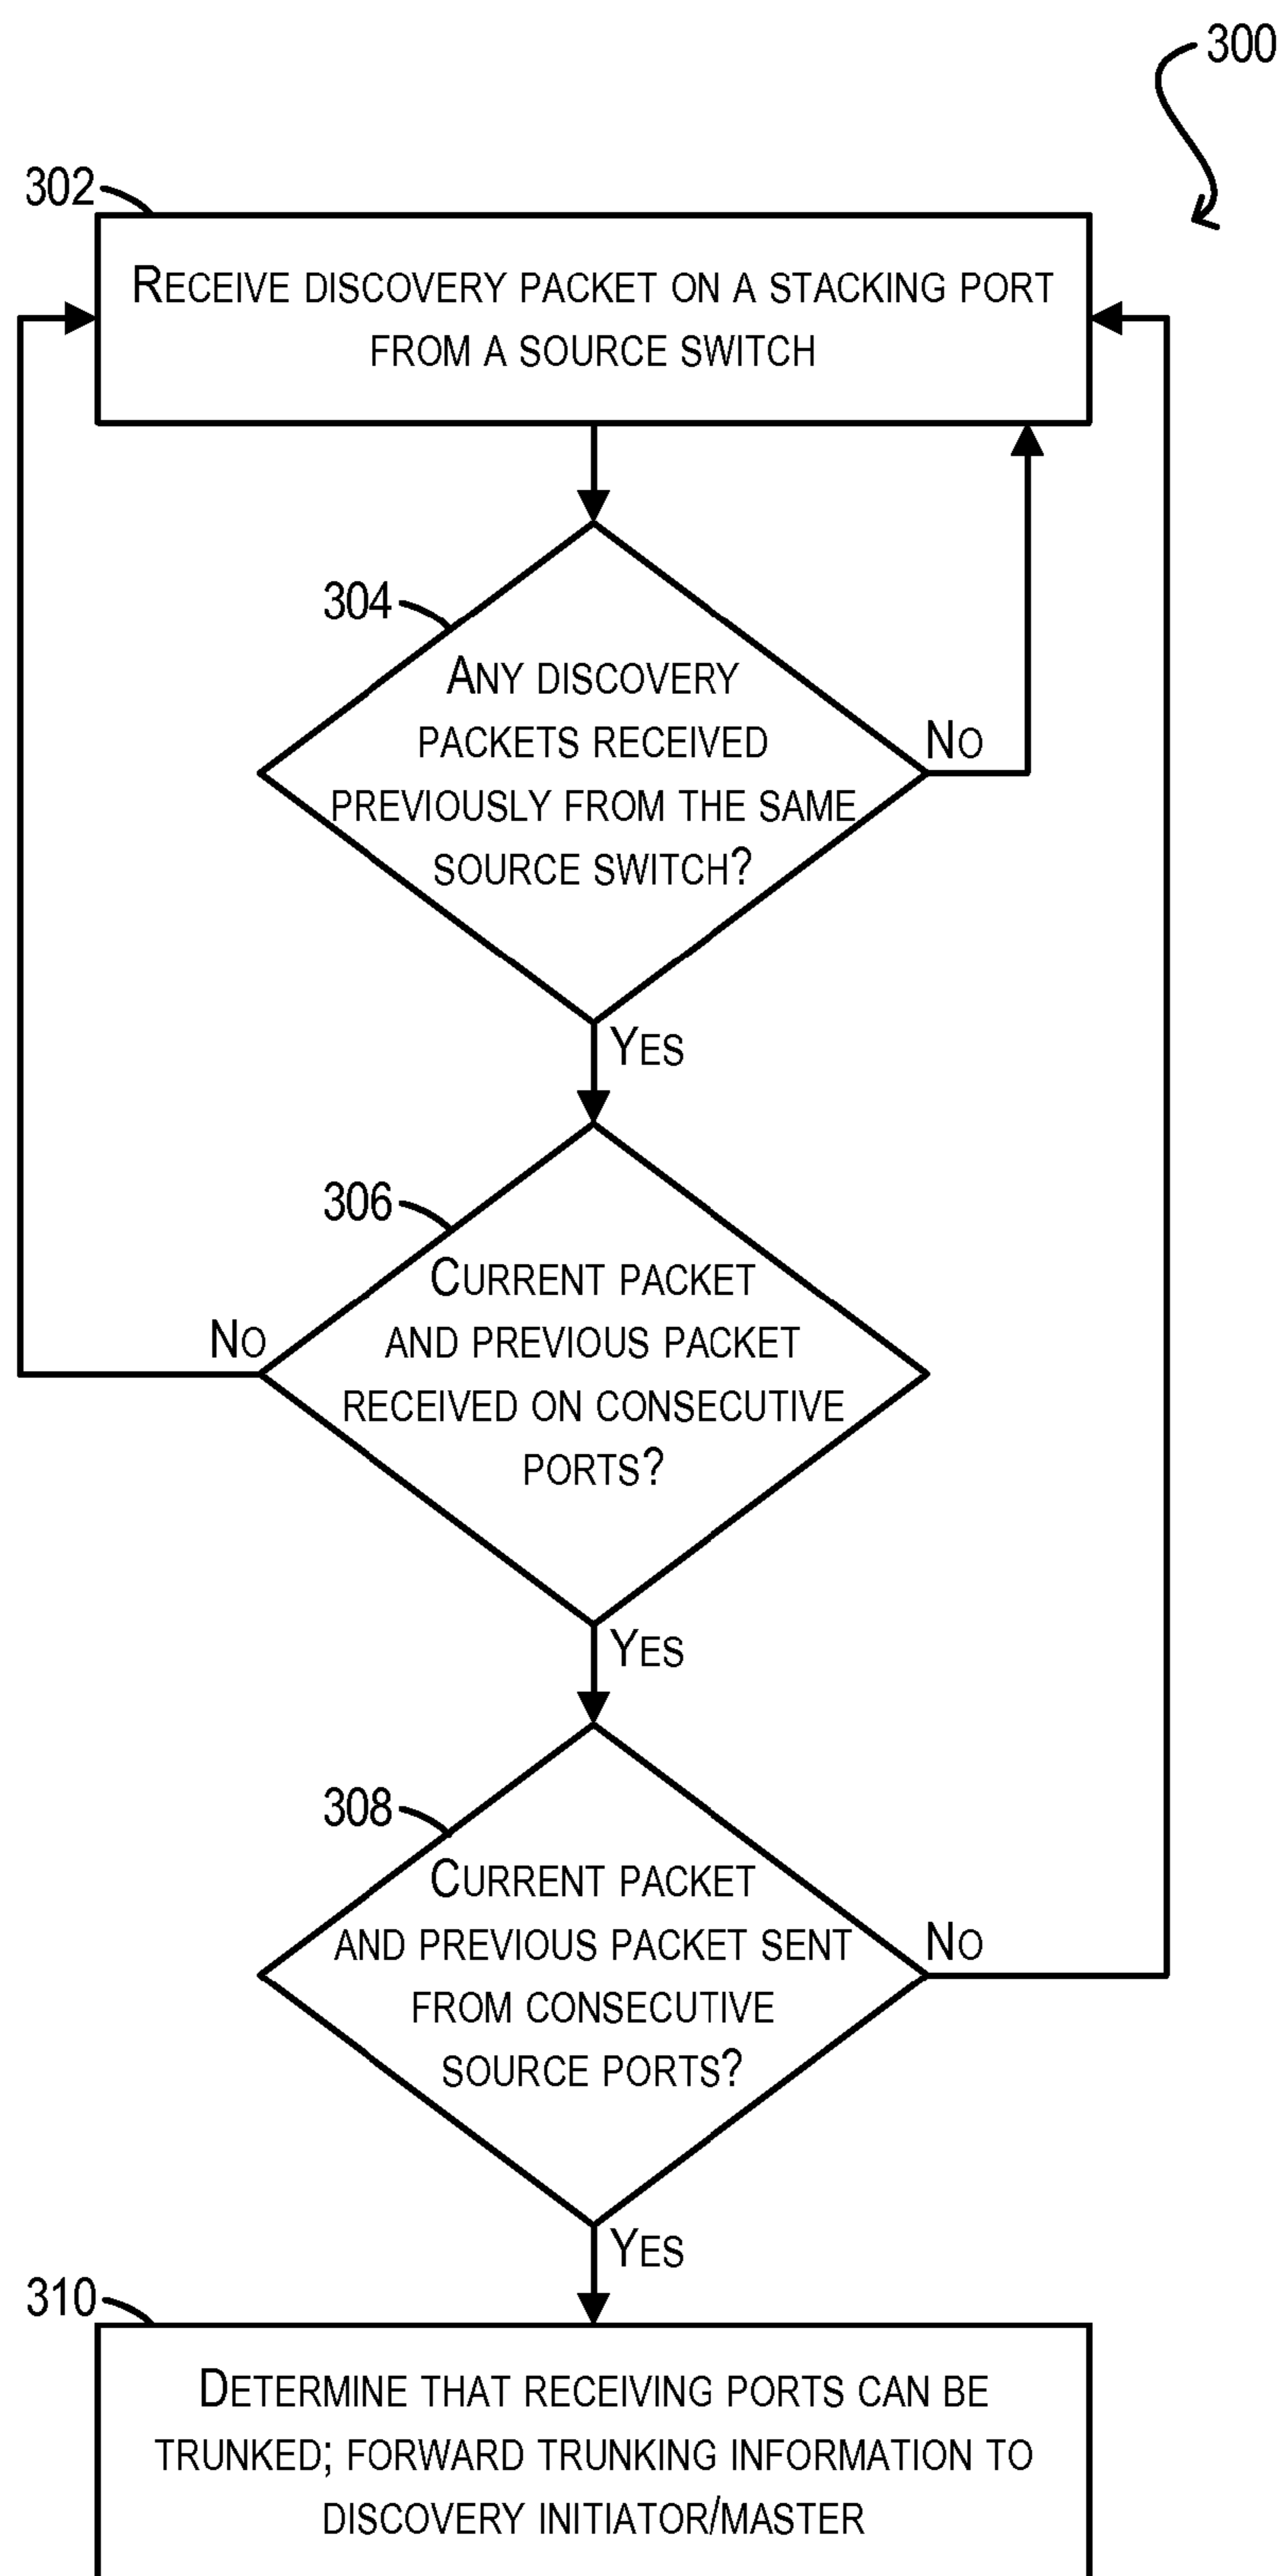 300
302
RECEIVE DISCOVERY PACKET ON A STACKING PORT
FROM A SOURCE SWITCH
304
ANY DISCOVERY
PACKETS RECEIVED
PREVIOUSLY FROM THE SAME
SOURCE SWITCH?
NO
YES
306
CURRENT PACKET
AND PREVIOUS PACKET
RECEIVED ON CONSECUTIVE
PORTS?
NO
YES
308
CURRENT PACKET
AND PREVIOUS PACKET SENT
FROM CONSECUTIVE
SOURCE PORTS?
NO
YES
310
DETERMINE THAT RECEIVING PORTS CAN BE
TRUNKED; FORWARD TRUNKING INFORMATION TO
DISCOVERY INITIATOR/MASTER